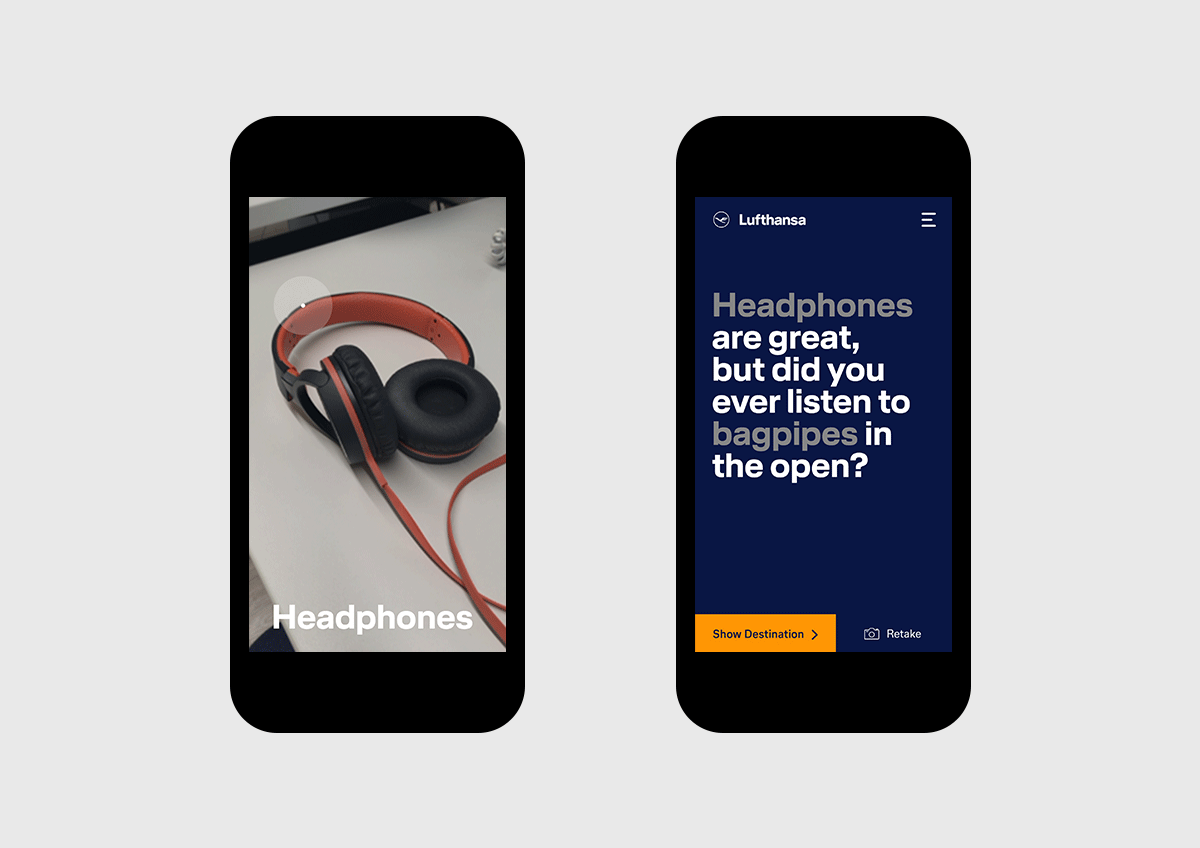 Headphones
Lufthansa
Headphones
are great,
but did you
ever listen to
bagpipes in
the open?
Show Destination
Retake